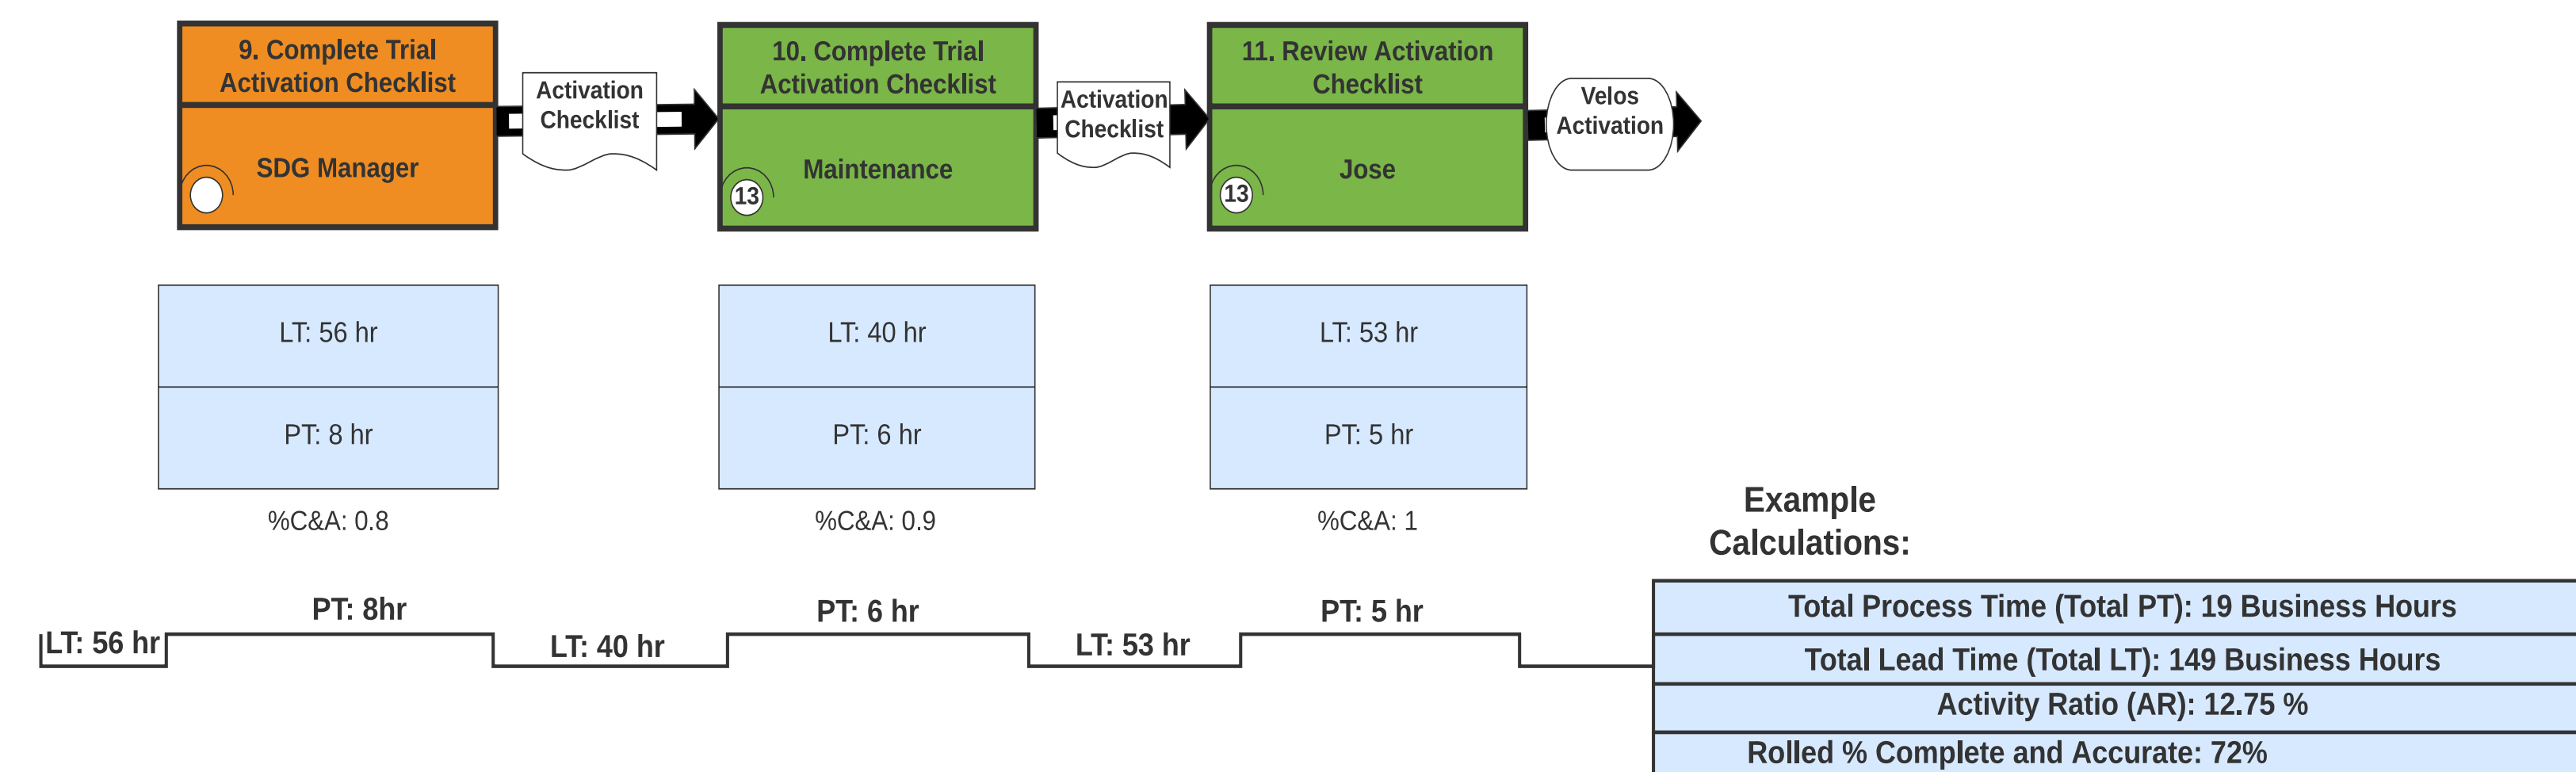 9. Complete Trial
Activation Checklist
SDG Manager
Activation
Checklist
10. Complete Trial
Activation Checklist
Maintenance
13
Activation
Checklist
11. Review Activation
Checklist
Jose
13
Velos
Activation
LT: 56 hr
PT: 8 hr
%C&A: 0.8
LT: 40 hr
PT: 6 hr
%C&A: 0.9
LT: 53 hr
PT: 5 hr
%C&A: 1
LT: 56 hr
PT: 8hr
LT: 40 hr
PT: 6 hr
LT: 53 hr
PT: 5 hr
Example
Calculations:
Total Process Time (Total PT): 19 Business Hours
Total Lead Time (Total LT): 149 Business Hours
Activity Ratio (AR): 12.75 %
Rolled % Complete and Accurate: 72%